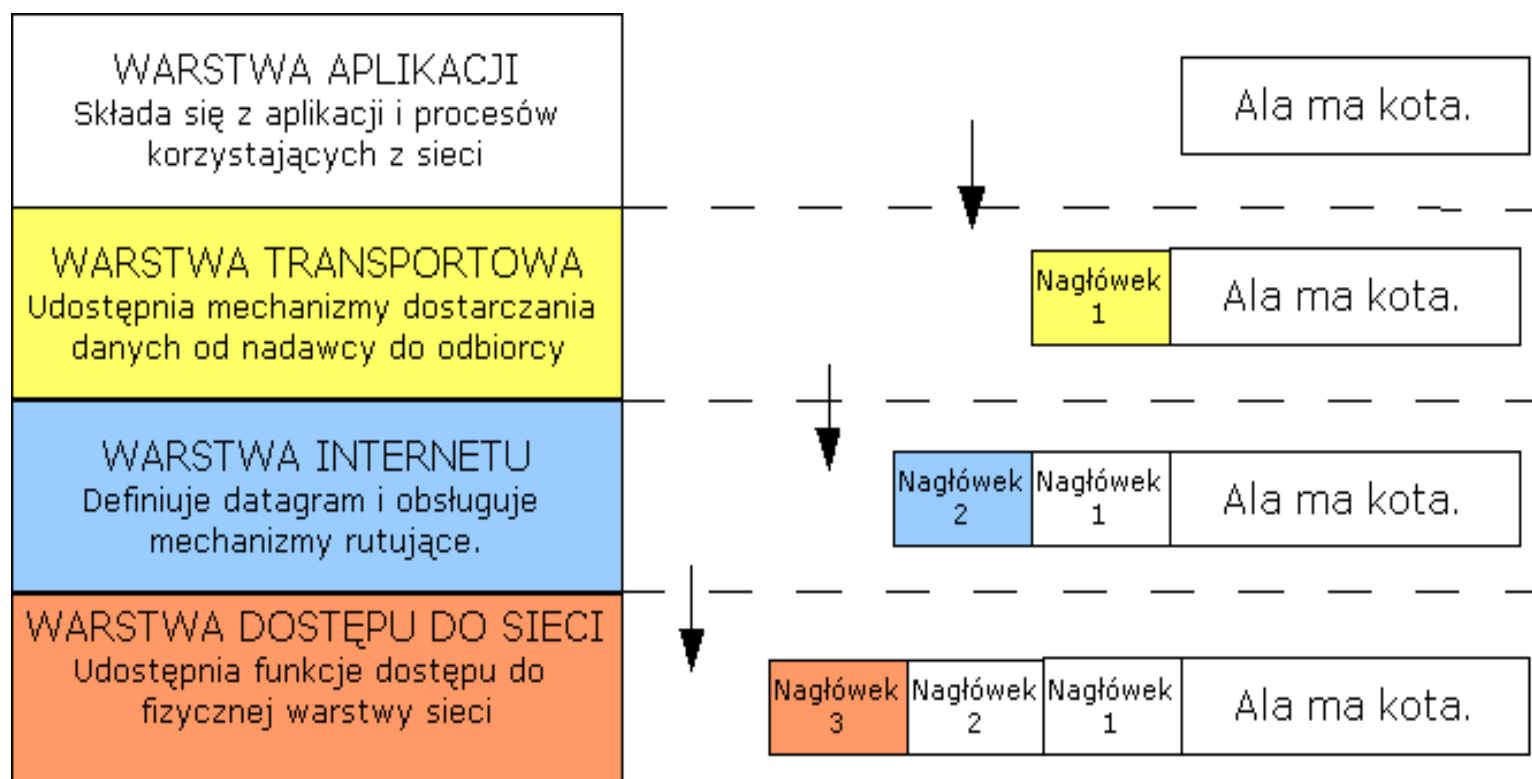 WARSTWA APLIKACJI
Składa się z aplikacji i procesów
korzystających z sieci
Ala ma kota.
WARSTWA TRANSPORTOWA
Udostępnia mechanizmy dostarczania
danych od nadawcy do odbiorcy
Nagłówek
1
Ala ma kota.
WARSTWA INTERNETU
Definiuje datagram i obsługuje
mechanizmy rutujące.
Nagłówek
2
Nagłówek
1
Ala ma kota.
WARSTWA DOSTĘPU DO SIECI
Udostępnia funkcje dostępu do
fizycznej warstwy sieci
Nagłówek
3
Nagłówek
2
Nagłówek
1
Ala ma kota.